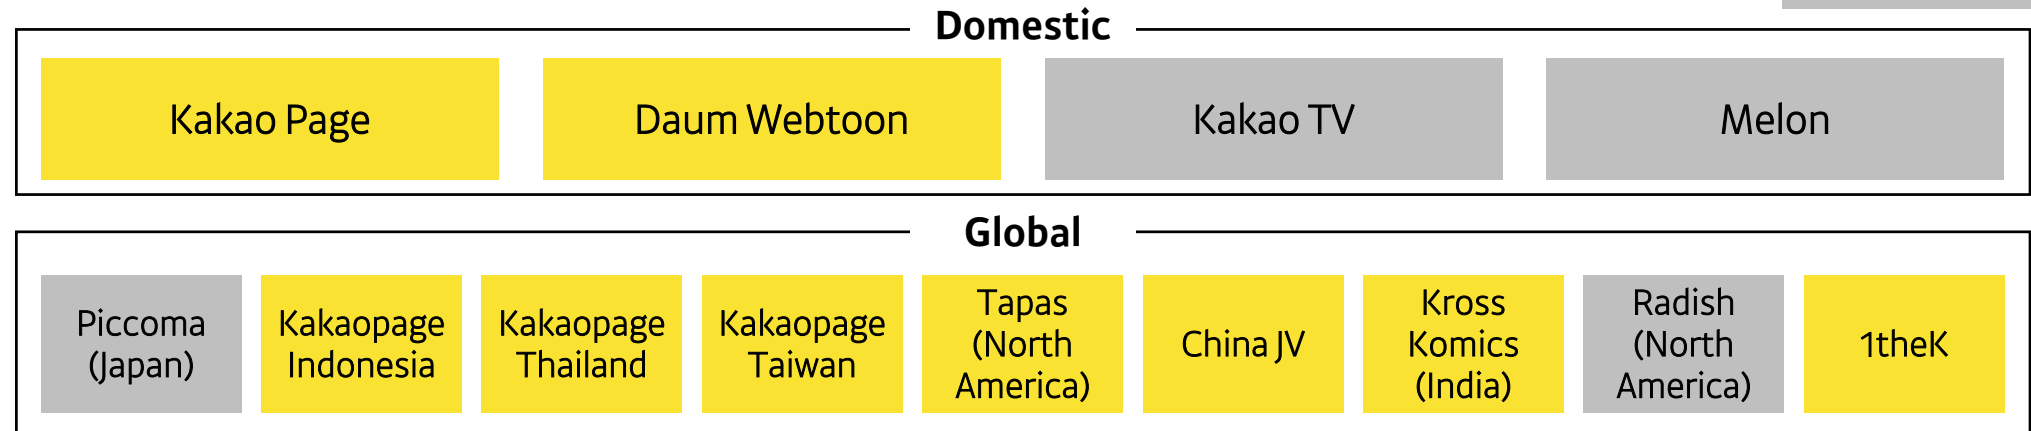 Domestic
Kakao Page
Daum Webtoon
Kakao TV
Melon
Global
Piccoma
(Japan)
Kakaopage
Indonesia
Kakaopage
Thailand
Kakaopage
Taiwan
Tapas
(North
America)
China JV
Kross
Komics
(India)
Radish
(North
America)
1theK